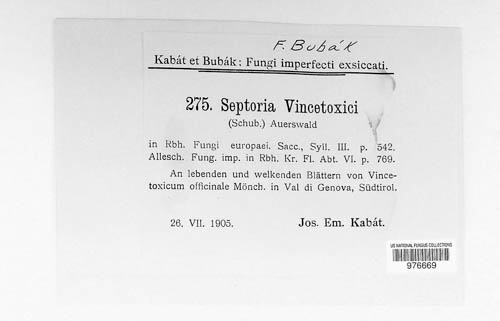 F. Bubák
Kabát et Bubák: Fungi imperfecti exsiccati.
275. Septoria Vincetoxici
(Schub.) Auerswald
in Rbh. Fungi europaei. Sacc., Syll. III. p. 542.
Allesch. Fung. imp. in Rbh. Kr. Fl. Abt. VI. p. 769.
An lebenden und welkenden Blättern von Vince-
toxicum officinale Mönch. in Val di Genova, Südtirol.
26. VII. 1905. Jos. Em. Kabát.
US NATIONAL FUNGUS COLLECTIONS
976669